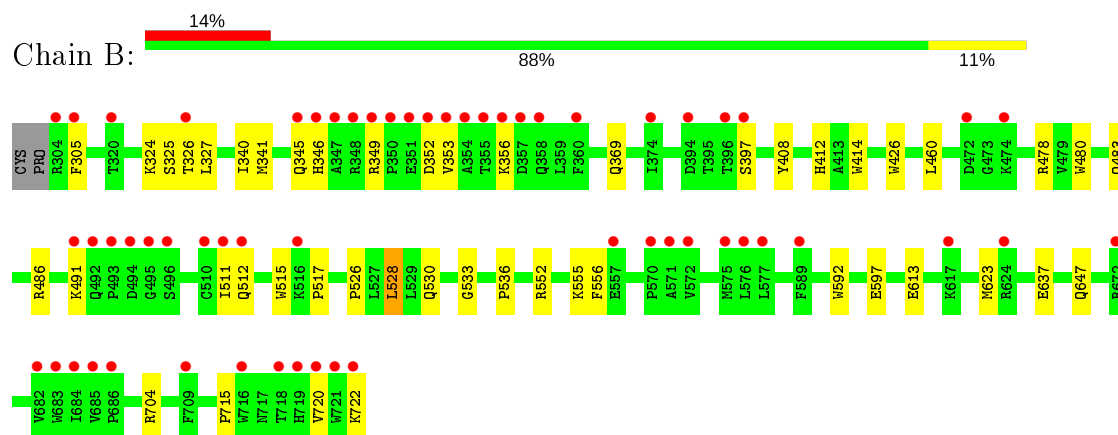 14%
Chain B:
88% 11%
CYS PRO R304 F305 T320 K324 S325 T326 L327 I340 M341 Q345 H346 A347 R348 R349 P350 E351 D352 V353 A354 T355 K356 D357 Q358 L359 F360 Q369 I374 D394 T395 T396 S397 Y408 H412 A413 W414 W426 L460 D472 G473 K474 R478 V479 W480
R486 K491 Q492 P493 D494 G495 S496 C510 I511 Q512 W515 K516 P517 P526 L527 L528 L529 Q530 G533 P536 R552 K555 F556 E557 P570 A571 V572 M575 L576 L577 F589 W592 E597 E613 K617 M623 R624 E637 Q647
V682 W683 I684 V685 P686 R704 F709 P715 W716 N717 T718 H719 V720 W721 K722